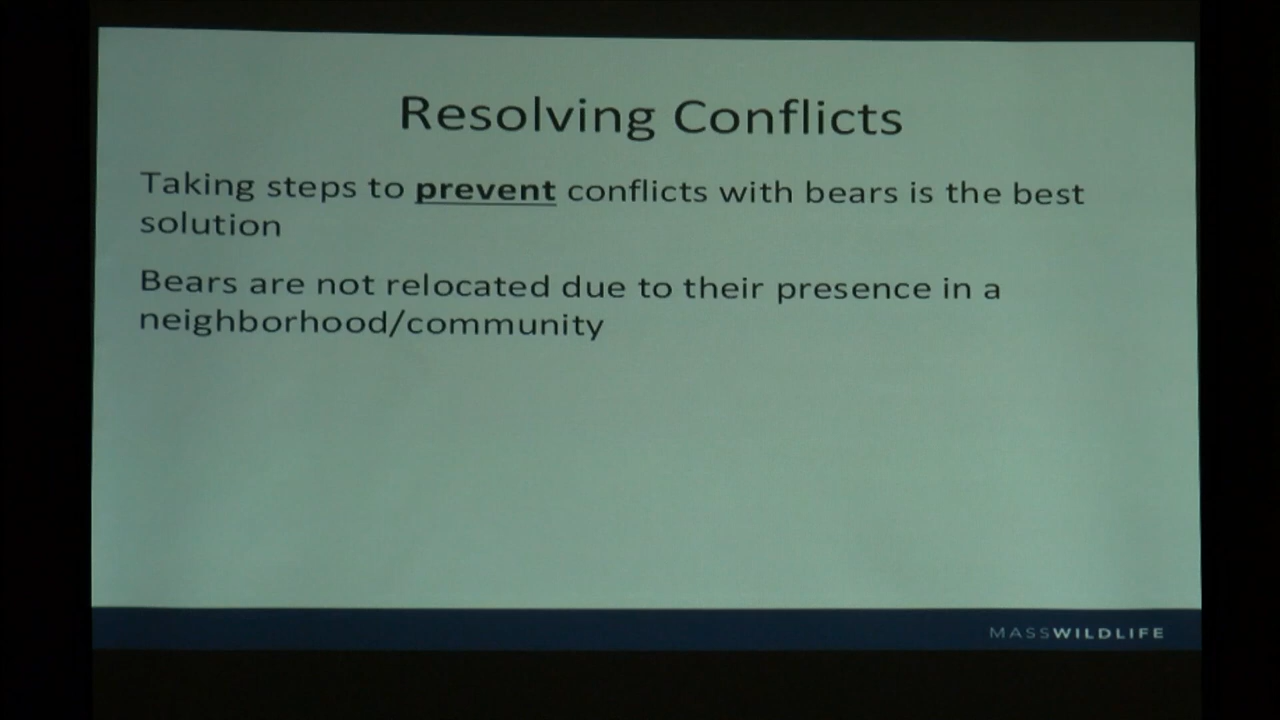 Resolving Conflicts
Taking steps to prevent conflicts with bears is the best
solution
Bears are not relocated due to their presence in a
neighborhood/community
MASSWILDLIFE